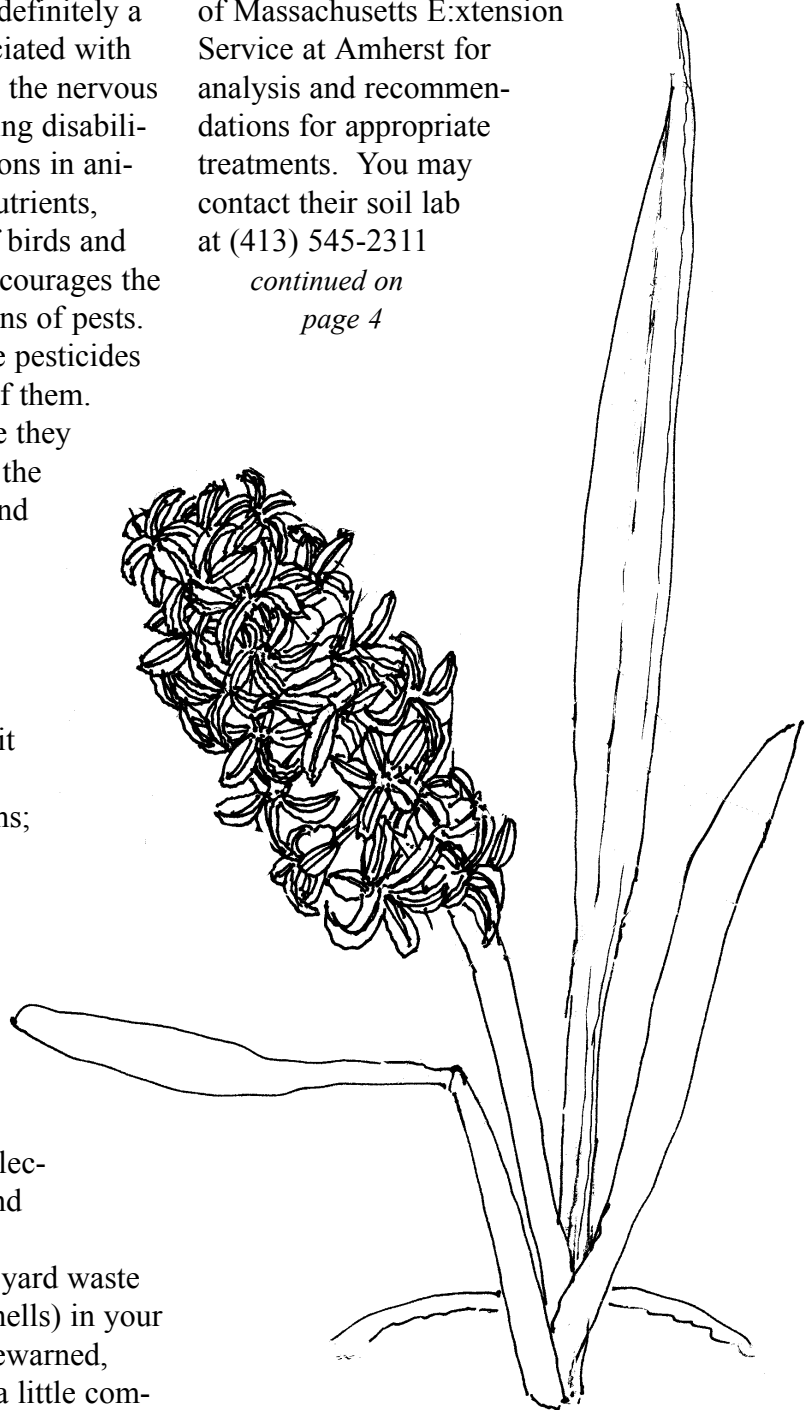 definitely a
ciated with
the nervous
ng disabili-
ons in ani-
utrients,
f birds and
courages the
ns of pests.
e pesticides
f them.
e they
the
nd
it
ns;
lec-
nd
yard waste
hells) in your
ewarned,
a little com-
of Massachusetts E:xtension
Service at Amherst for
analysis and recommen-
dations for appropriate
treatments. You may
contact their soil lab
at (413) 545-2311
continued on
page 4